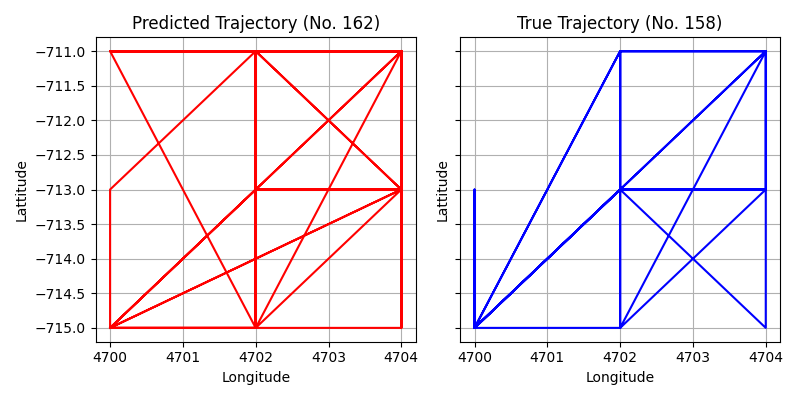 Predicted Trajectory (No. 162)
True Trajectory (No. 158)
−711.0
−711.5
−712.0
−712.5
−713.0
−713.5
−714.0
−714.5
−715.0
Lattitude
Lattitude
4700 4701 4702 4703 4704
4700 4701 4702 4703 4704
Longitude
Longitude